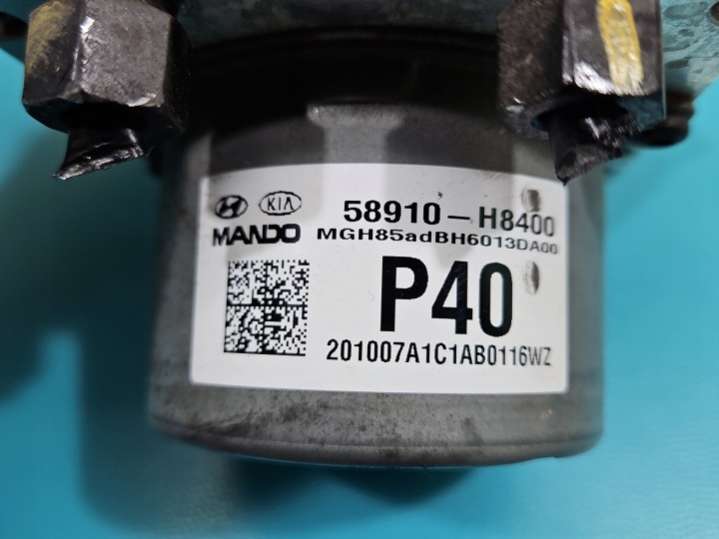 KIA
58910-H8400
MANDO
MGH85adBH6013DA00
P40
201007A1C1AB0116WZ